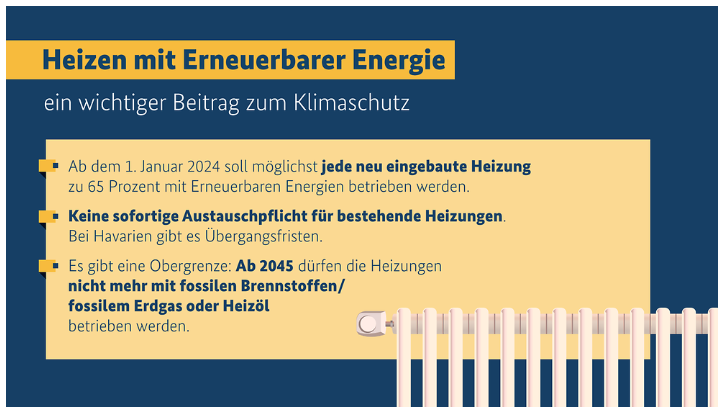 Heizen mit Erneuerbarer Energie
ein wichtiger Beitrag zum Klimaschutz
Ab dem 1. Januar 2024 soll möglichst jede neu eingebaute Heizung
zu 65 Prozent mit Erneuerbaren Energien betrieben werden.
Keine sofortige Austauschpflicht für bestehende Heizungen.
Bei Havarien gibt es Übergangsfristen.
Es gibt eine Obergrenze: Ab 2045 dürfen die Heizungen
nicht mehr mit fossilen Brennstoffen/
fossilem Erdgas oder Heizöl
betrieben werden.